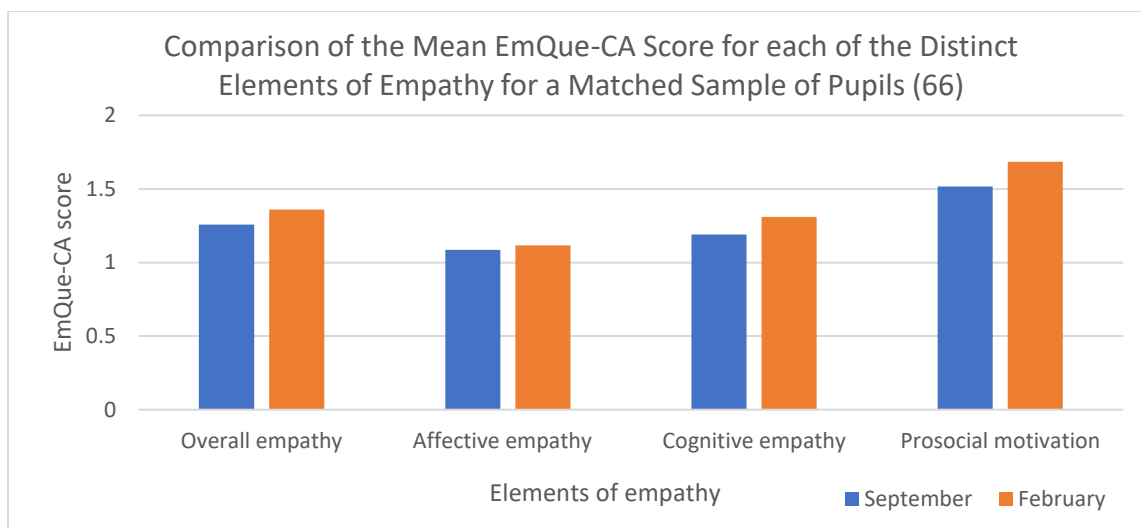 Comparison of the Mean EmQue-CA Score for each of the Distinct
Elements of Empathy for a Matched Sample of Pupils (66)
2
1.5
1
0.5
0
EmQue-CA score
Overall empathy
Affective empathy
Cognitive empathy
Prosocial motivation
Elements of empathy
September
February